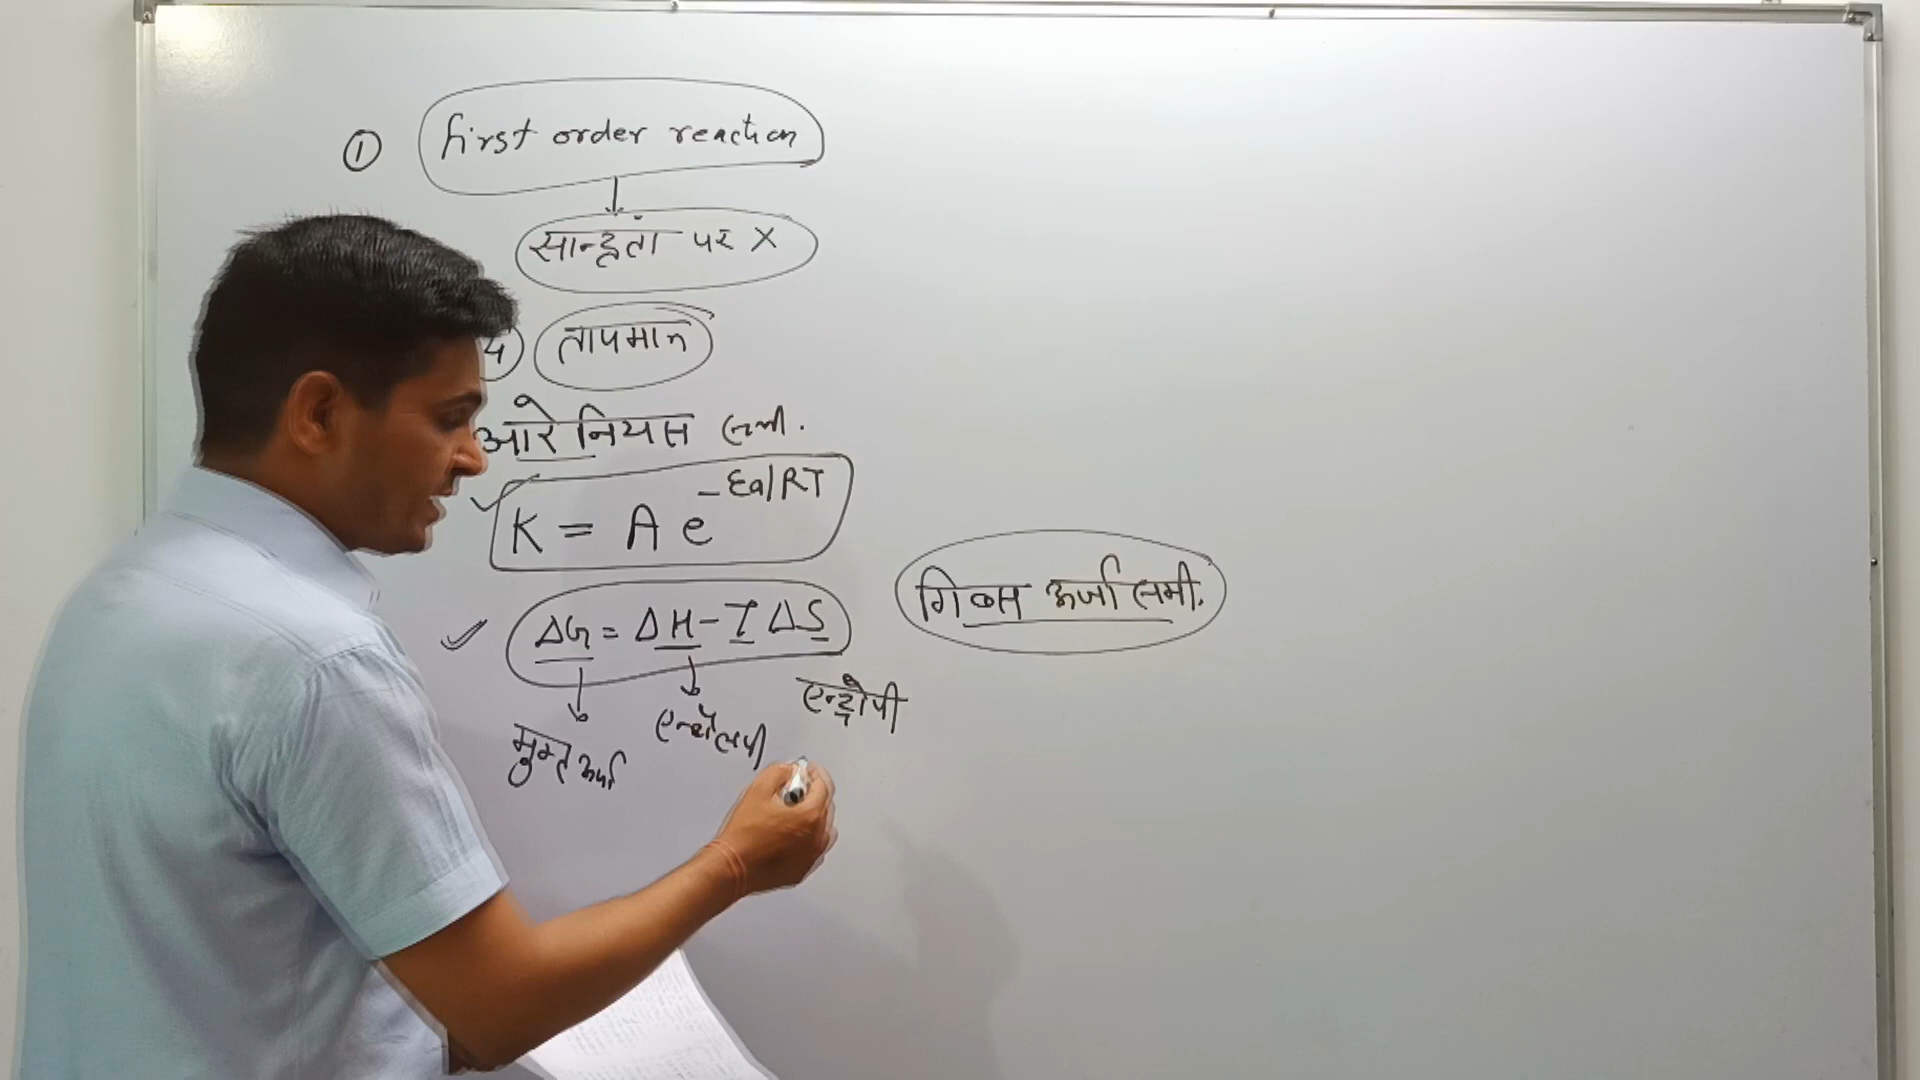 ① First order reaction
सान्द्रता पर X
तापमान
आरेनियस समी.
K = A e^-Ea/RT
ΔG = ΔH - TΔS
गिब्स ऊर्जा समी.
मुक्त ऊर्जा
एन्थैलपी
एन्ट्रोपी